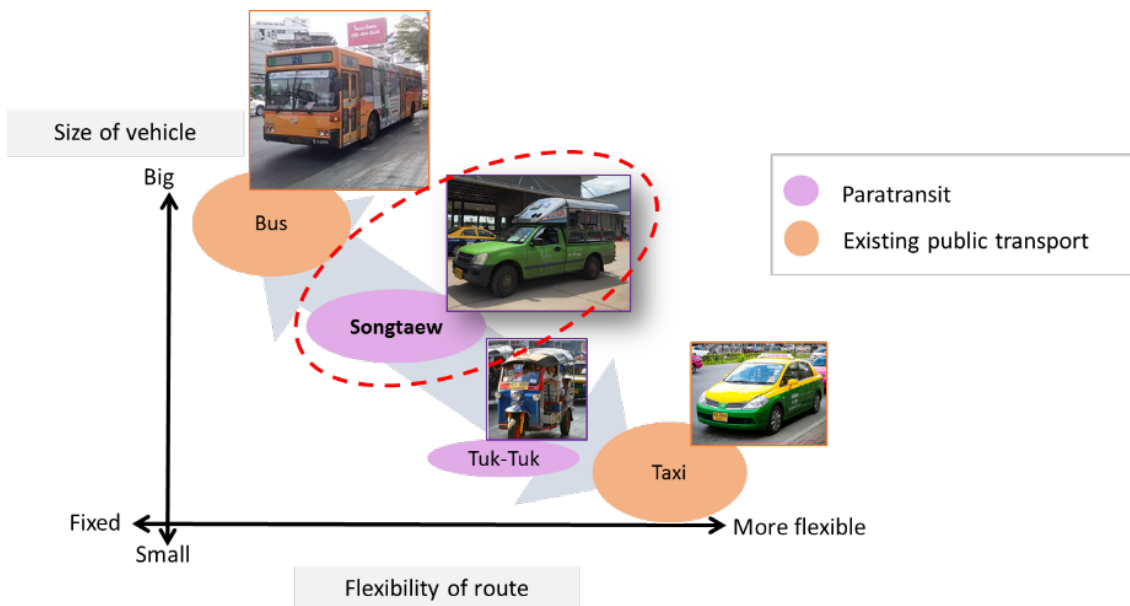 Size of vehicle
Big
Bus
Songtaew
Tuk-Tuk
Taxi
Fixed
More flexible
Small
Flexibility of route
Paratransit
Existing public transport
26